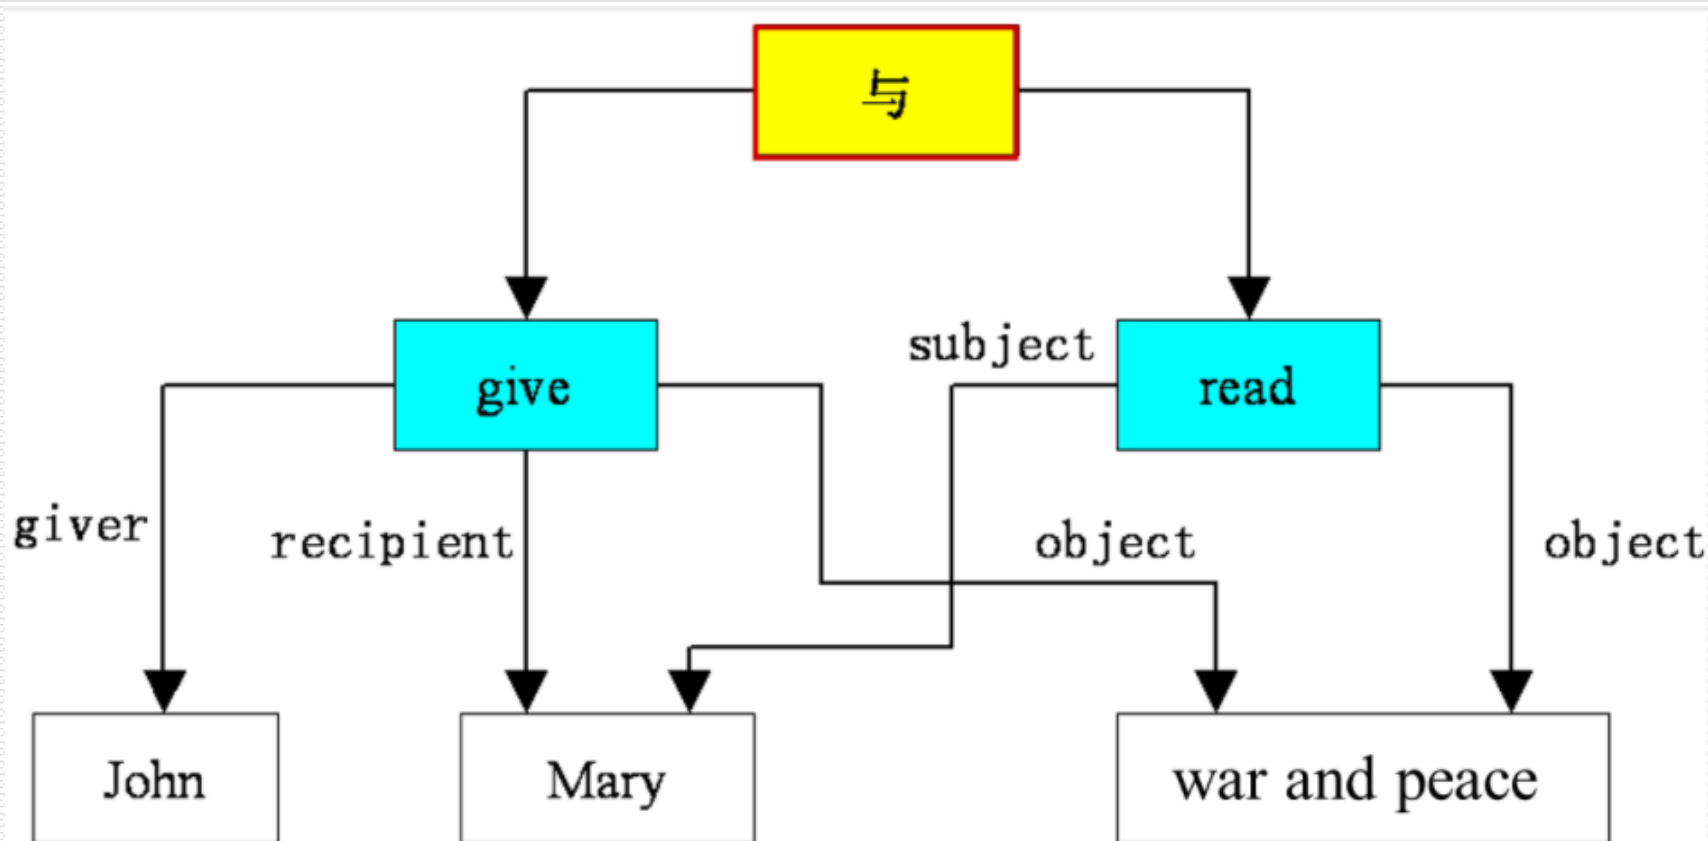 与
subject
give
read
giver
recipient
object
object
John
Mary
war and peace